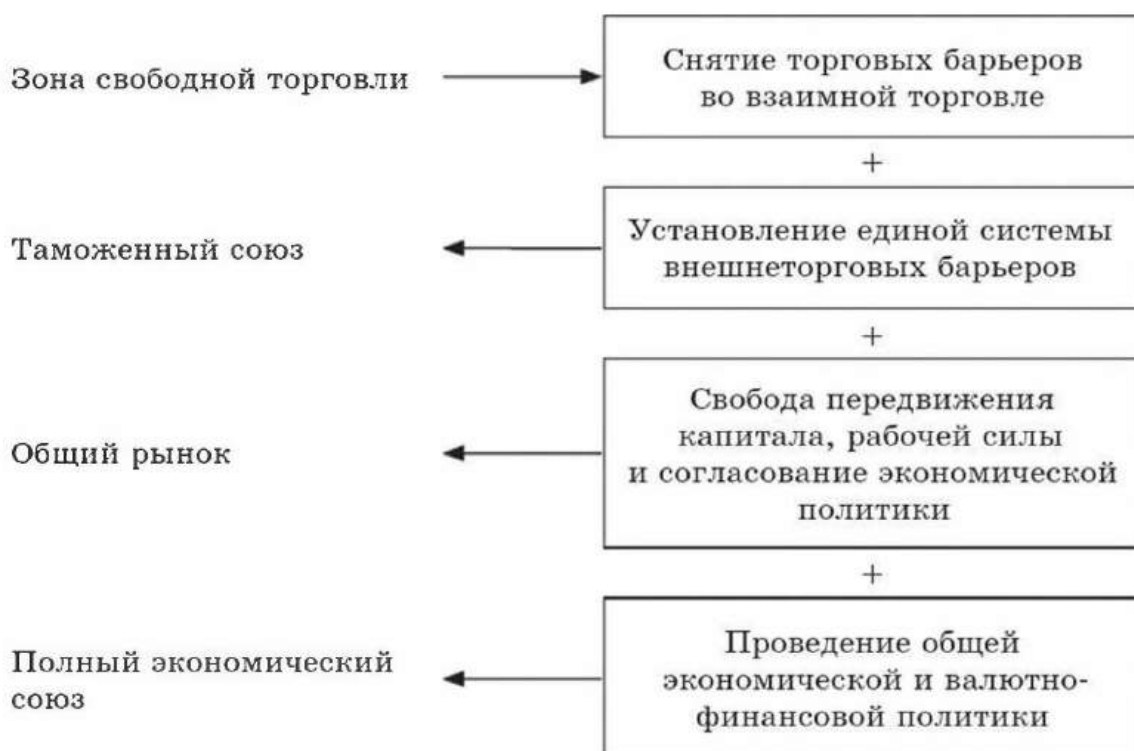 Зона свободной торговли
Снятие торговых барьеров
во взаимной торговле
+
Таможенный союз
Установление единой системы
внешнеторговых барьеров
+
Общий рынок
Свобода передвижения
капитала, рабочей силы
и согласование экономической
политики
+
Полный экономический
союз
Проведение общей
экономической и валютно-
финансовой политики